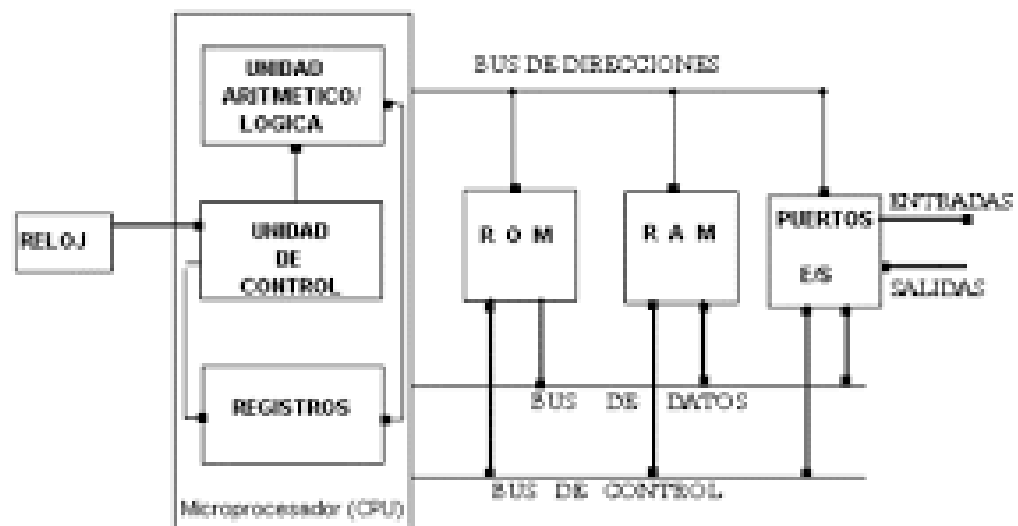 UNIDAD
ARITMETICO/
LOGICA
BUS DE DIRECCIONES
RELOJ
UNIDAD
DE
CONTROL
R O M
R A M
PUERTOS
E/S
ENTRADAS
SALIDAS
REGISTROS
BUS DE DATOS
BUS DE CONTROL
Microprocesador (CPU)